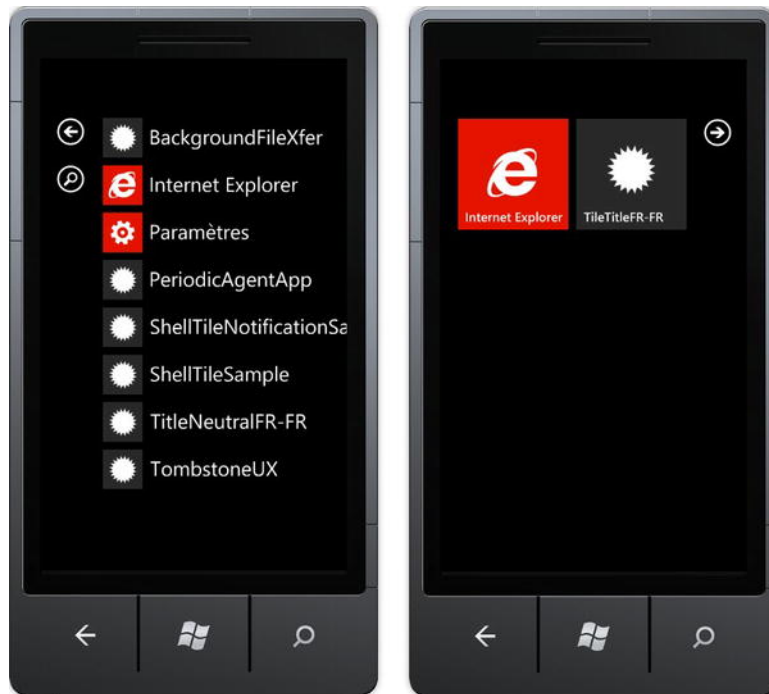 BackgroundFileXfer
Internet Explorer
Paramètres
PeriodicAgentApp
ShellTileNotificationSa
ShellTileSample
TitleNeutralFR-FR
TombstoneUX
Internet Explorer
TileTitleFR-FR